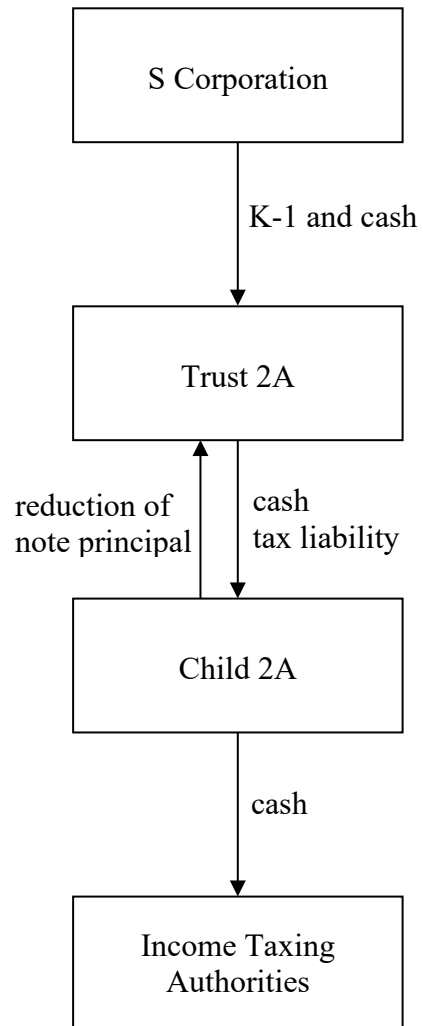 S Corporation
K-1 and cash
Trust 2A
reduction of
note principal
cash
tax liability
Child 2A
cash
Income Taxing
Authorities